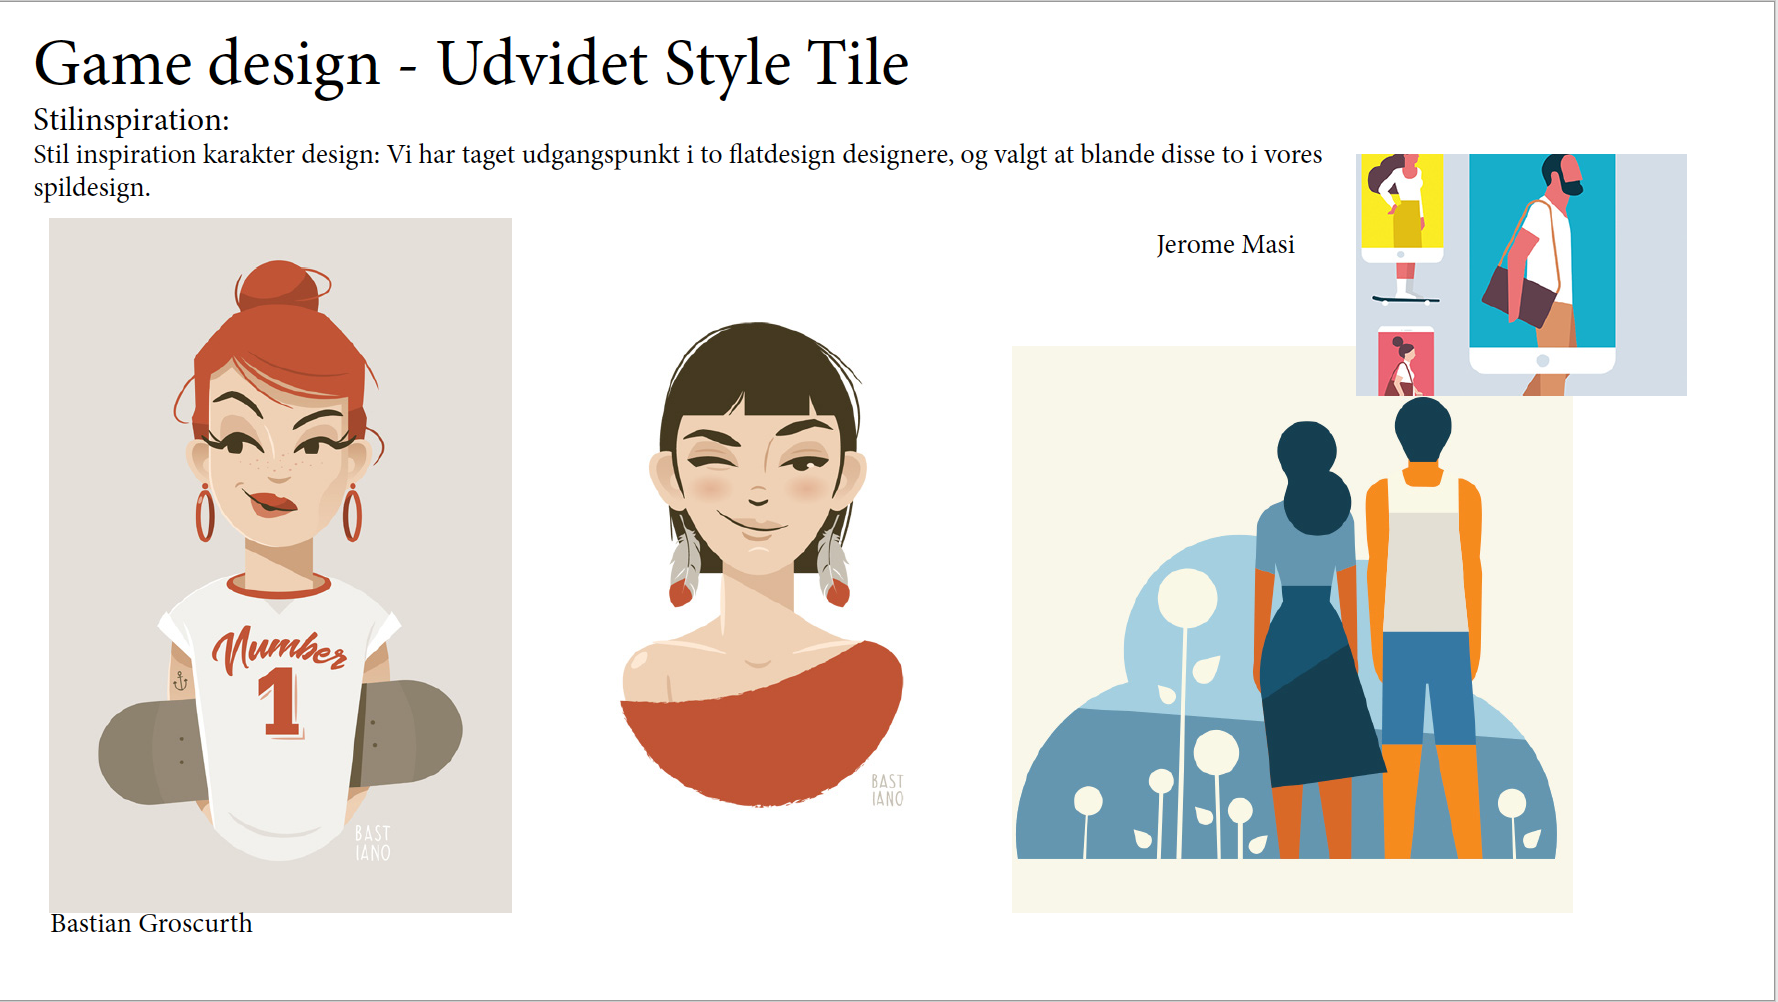 Game design - Udvidet Style Tile
Stilinspiration:
Stil inspiration karakter design: Vi har taget udgangspunkt i to flatdesign designere, og valgt at blande disse to i vores
spildesign.
Jerome Masi
Number
1
BAST
IANO
BAST
IANO
Bastian Groscurth